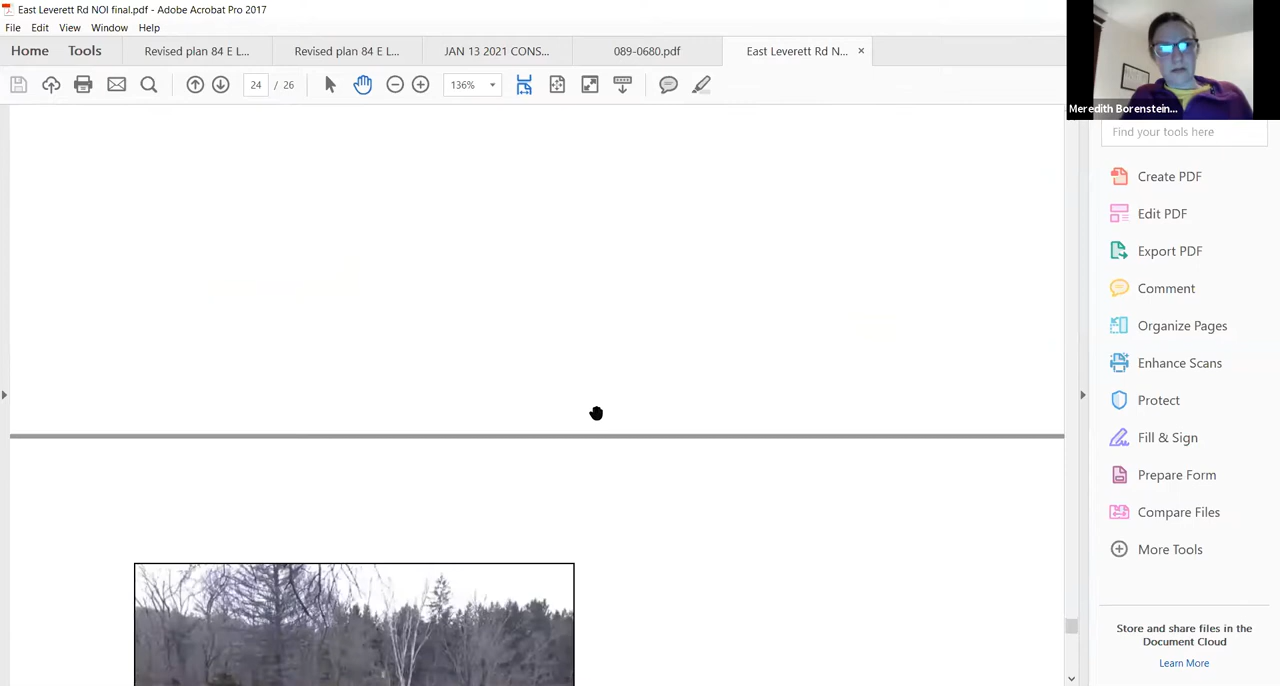 East Leverett Rd NOI final.pdf - Adobe Acrobat Pro 2017
File Edit View Window Help
Home Tools Revised plan 84 E L... Revised plan 84 E L... JAN 13 2021 CONS... 089-0680.pdf East Leverett Rd N... ×
24 / 26 136%
Meredith Borenstein...
Find your tools here
Create PDF
Edit PDF
Export PDF
Comment
Organize Pages
Enhance Scans
Protect
Fill & Sign
Prepare Form
Compare Files
More Tools
Store and share files in the
Document Cloud
Learn More